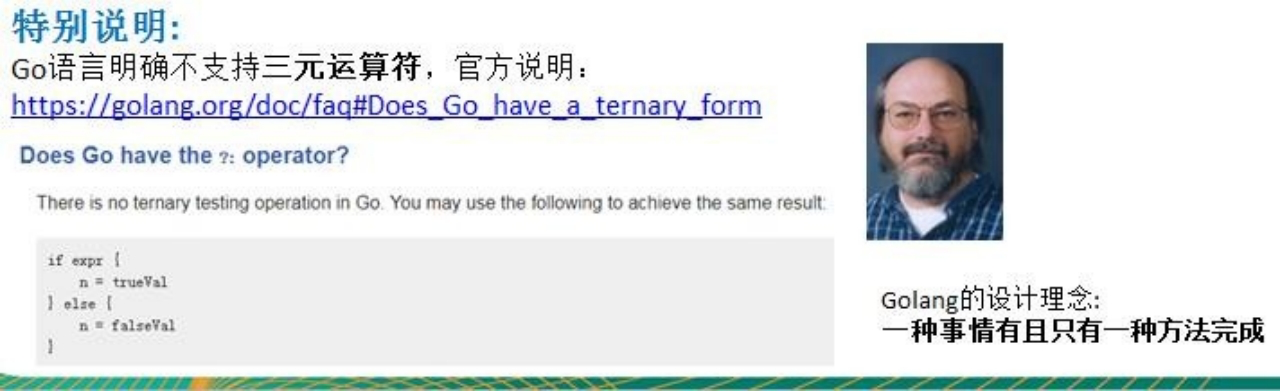 特别说明:
Go语言明确不支持三元运算符，官方说明：
https://golang.org/doc/faq#Does_Go_have_a_ternary_form
Does Go have the ?: operator?
There is no ternary testing operation in Go. You may use the following to achieve the same result:
if expr {
    n = trueVal
} else {
    n = falseVal
}
Golang的设计理念:
一种事情有且只有一种方法完成